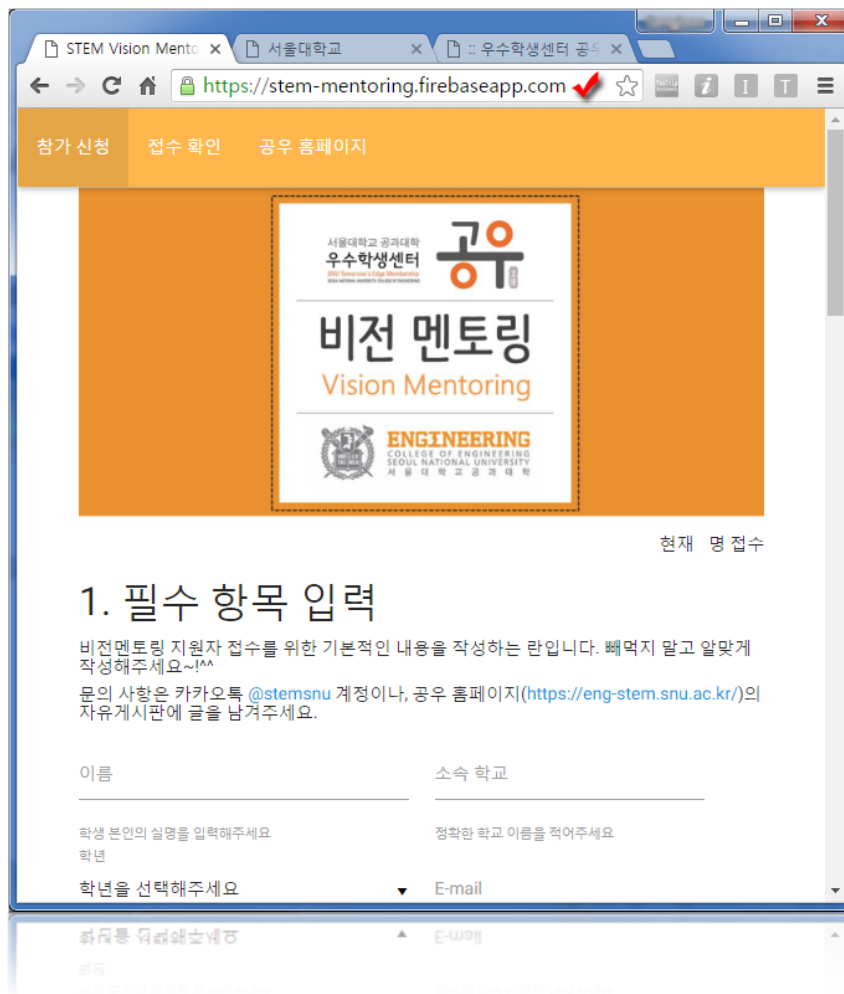 STEM Vision Mento
서울대학교
:: 우수학생센터 공우
https://stem-mentoring.firebaseapp.com
I
T
참가 신청
접수 확인
공우 홈페이지
서울대학교 공과대학
우수학생센터
SNU Tomorrow's Edge Membership
SEOUL NATIONAL UNIVERSITY COLLEGE OF ENGINEERING
공우
비전 멘토링
Vision Mentoring
ENGINEERING
COLLEGE OF ENGINEERING
SEOUL NATIONAL UNIVERSITY
서울대학교공과대학
현재 명 접수
1. 필수 항목 입력
비전멘토링 지원자 접수를 위한 기본적인 내용을 작성하는 란입니다. 빼먹지 말고 알맞게
작성해주세요~!^^
문의 사항은 카카오톡 @stemsnu 계정이나, 공우 홈페이지(https://eng-stem.snu.ac.kr/)의
자유게시판에 글을 남겨주세요.
이름
소속 학교
학생 본인의 실명을 입력해주세요
정확한 학교 이름을 적어주세요
학년
학년을 선택해주세요
E-mail